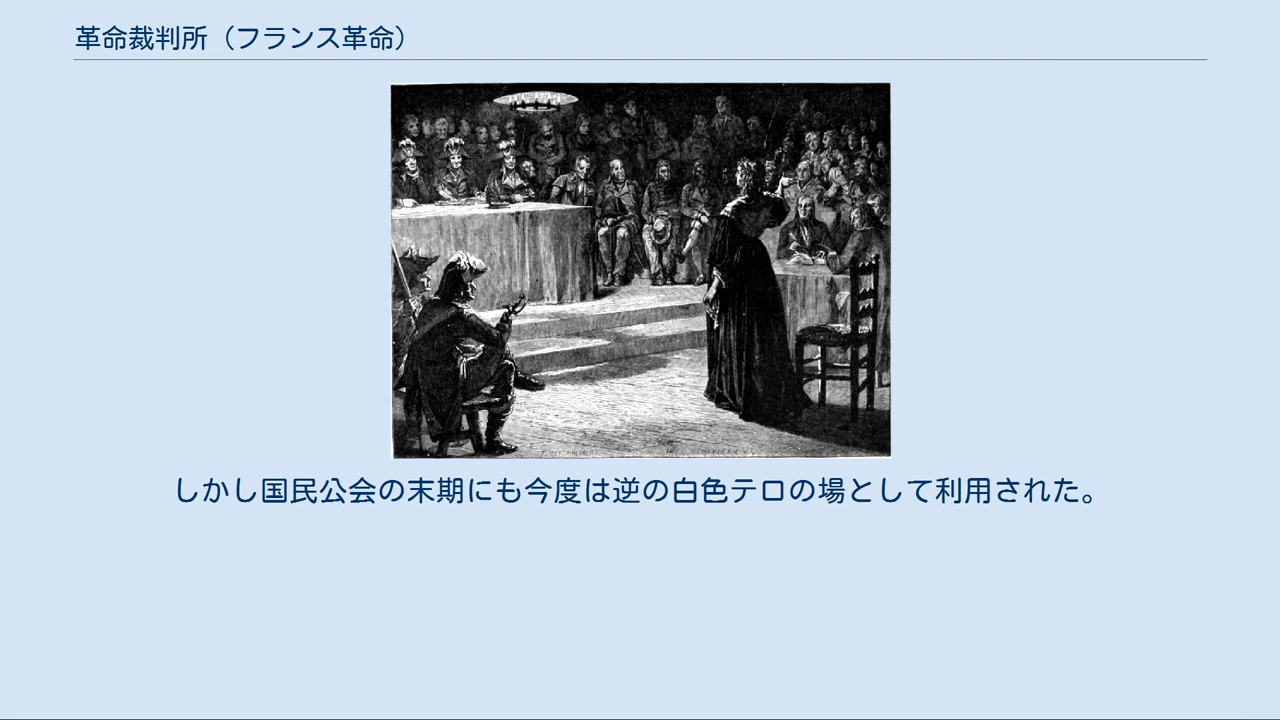 革命裁判所（フランス革命）
しかし国民公会の末期にも今度は逆の白色テロの場として利用された。